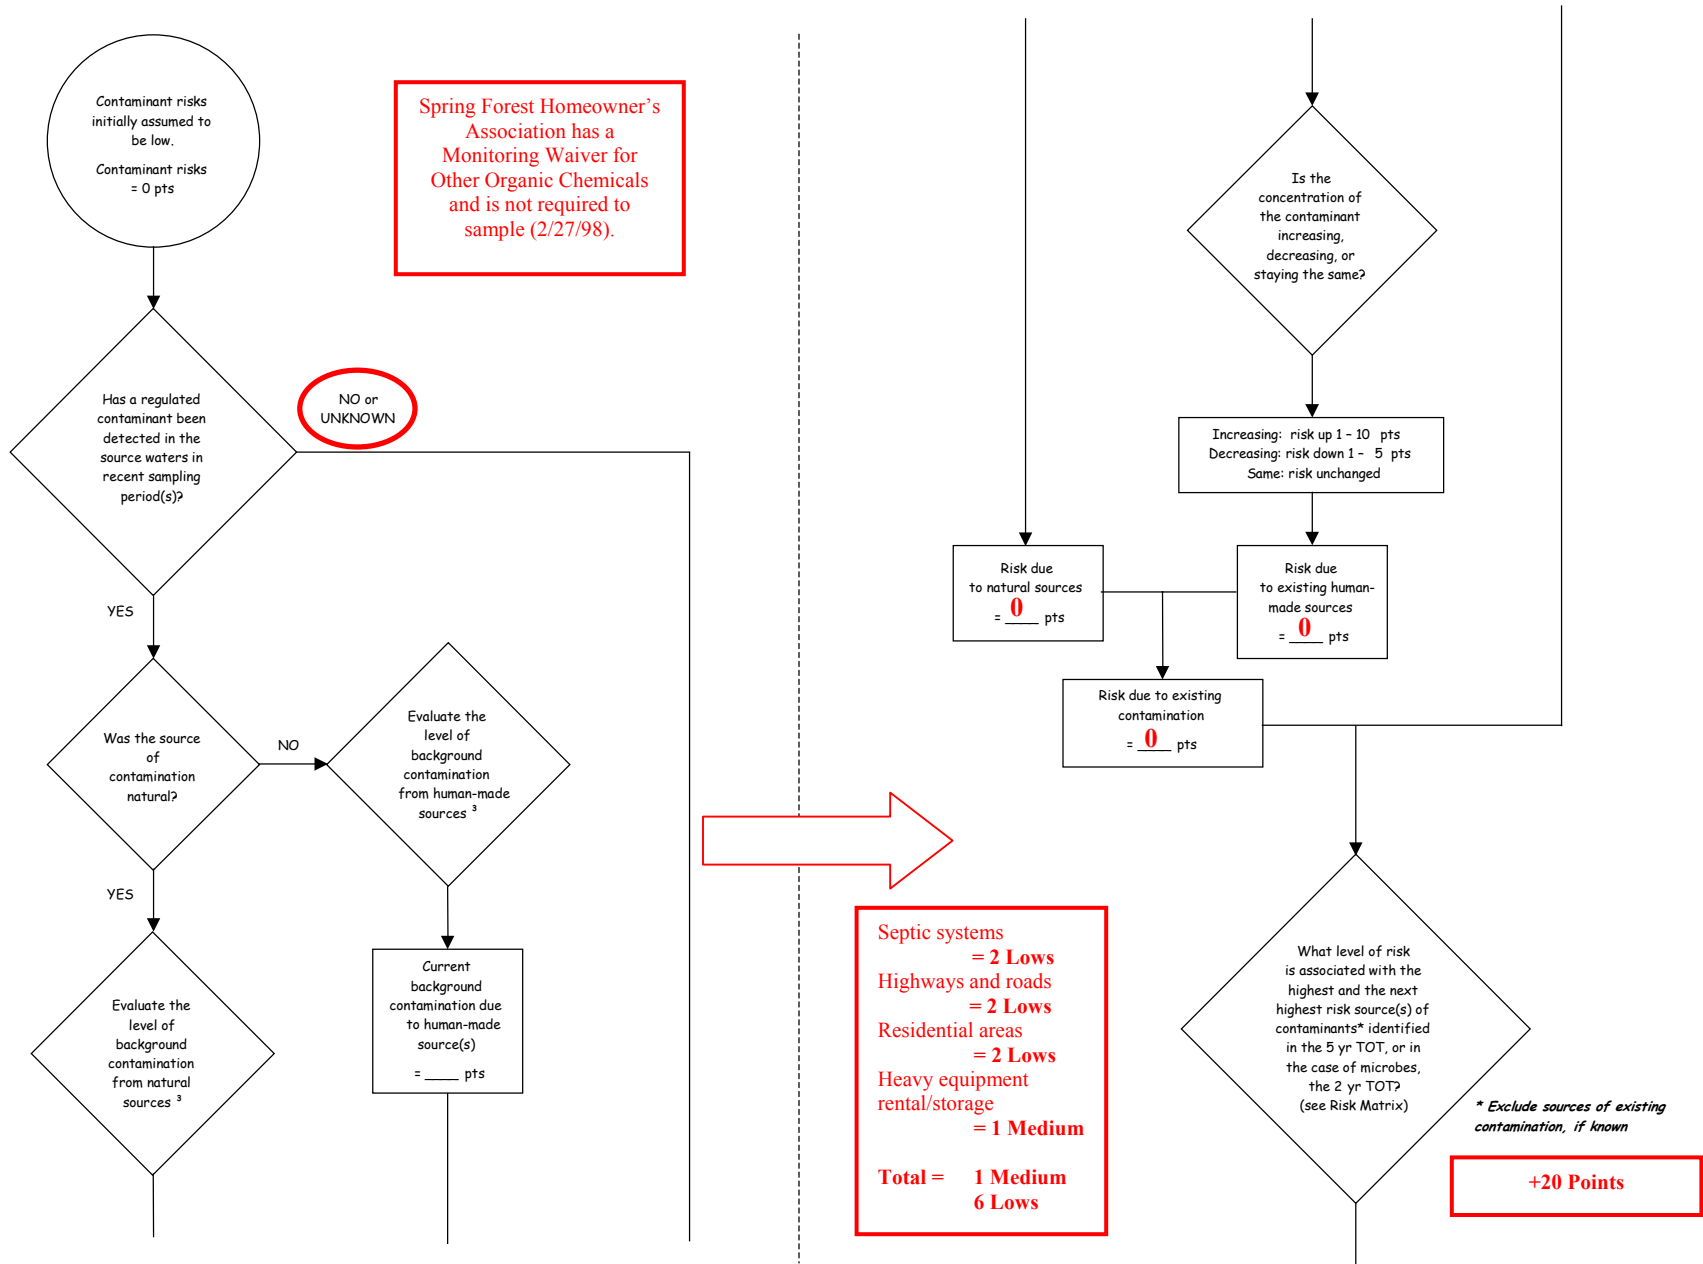 Contaminant risks
initially assumed to
be low.
Contaminant risks
= 0 pts
Spring Forest Homeowner's
Association has a
Monitoring Waiver for
Other Organic Chemicals
and is not required to
sample (2/27/98).
Has a regulated
contaminant been
detected in the
source waters in
recent sampling
period(s)?
NO or
UNKNOWN
YES
Was the source
of
contamination
natural?
NO
Evaluate the
level of
background
contamination
from human-made
sources ³
YES
Evaluate the
level of
background
contamination
from natural
sources ³
Current
background
contamination due
to human-made
source(s)
= ____ pts
Is the
concentration of
the contaminant
increasing,
decreasing, or
staying the same?
Increasing: risk up 1 - 10 pts
Decreasing: risk down 1 - 5 pts
Same: risk unchanged
Risk due
to natural sources
= 0 pts
Risk due
to existing human-
made sources
= 0 pts
Risk due to existing
contamination
= 0 pts
Septic systems
= 2 Lows
Highways and roads
= 2 Lows
Residential areas
= 2 Lows
Heavy equipment
rental/storage
= 1 Medium
Total = 1 Medium
6 Lows
What level of risk
is associated with the
highest and the next
highest risk source(s) of
contaminants* identified
in the 5 yr TOT, or in
the case of microbes,
the 2 yr TOT?
(see Risk Matrix)
* Exclude sources of existing
contamination, if known
+20 Points